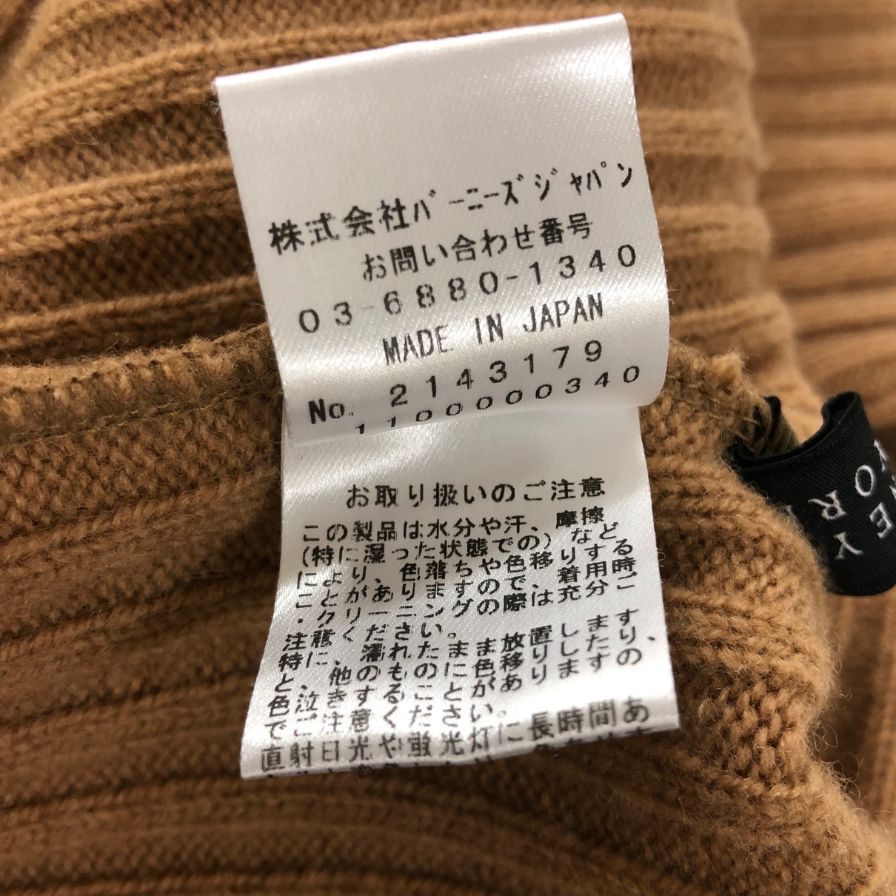 株式会社バーニーズジャパン
お問い合わせ番号
03-6880-1340
MADE IN JAPAN
No. 2143179
1100000340
お取り扱いのご注意
この製品は水分や汗、摩擦
(特に湿った状態での)など
により、色落ちや色移りする
ことがありますので、着用時
・クリーニングの際は充分ご
注意ください。
特に、濡れたまま放置しますと
、他のものに色移りしたり、
色泣きすることがありますの
でご注意ください。
直射日光や蛍光灯に長時間あ
EY
OR